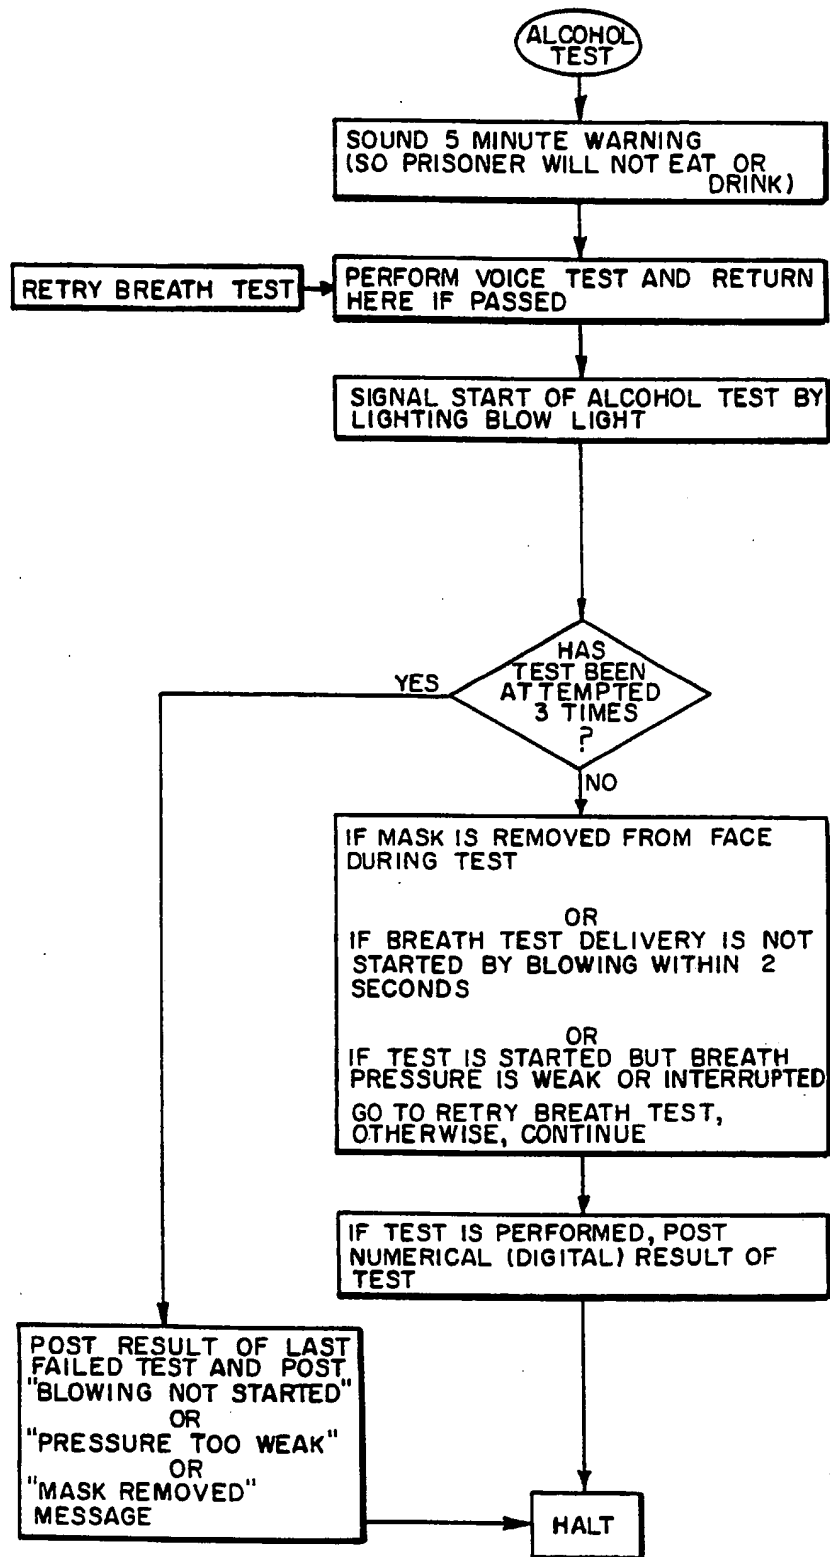 ALCOHOL
TEST
SOUND 5 MINUTE WARNING
(SO PRISONER WILL NOT EAT OR
DRINK)
RETRY BREATH TEST
PERFORM VOICE TEST AND RETURN
HERE IF PASSED
SIGNAL START OF ALCOHOL TEST BY
LIGHTING BLOW LIGHT
HAS
TEST BEEN
ATTEMPTED
3 TIMES
?
YES
NO
IF MASK IS REMOVED FROM FACE
DURING TEST
OR
IF BREATH TEST DELIVERY IS NOT
STARTED BY BLOWING WITHIN 2
SECONDS
OR
IF TEST IS STARTED BUT BREATH
PRESSURE IS WEAK OR INTERRUPTED
GO TO RETRY BREATH TEST,
OTHERWISE, CONTINUE
IF TEST IS PERFORMED, POST
NUMERICAL (DIGITAL) RESULT OF
TEST
POST RESULT OF LAST
FAILED TEST AND POST
"BLOWING NOT STARTED"
OR
"PRESSURE TOO WEAK"
OR
"MASK REMOVED"
MESSAGE
HALT